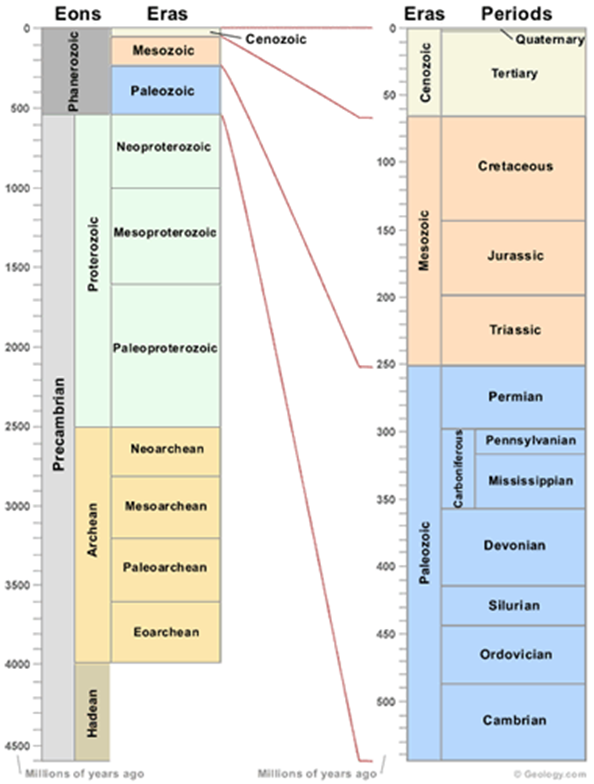 Eons Eras
0
500
1000
1500
2000
2500
3000
3500
4000
4500
Phanerozoic
Precambrian
Proterozoic
Archean
Hadean
Cenozoic
Mesozoic
Paleozoic
Neoproterozoic
Mesoproterozoic
Paleoproterozoic
Neoarchean
Mesoarchean
Paleoarchean
Eoarchean
Millions of years ago
Eras Periods
0
50
100
150
200
250
300
350
400
450
500
Cenozoic
Mesozoic
Paleozoic
Quaternary
Tertiary
Cretaceous
Jurassic
Triassic
Permian
Carboniferous
Pennsylvanian
Mississippian
Devonian
Silurian
Ordovician
Cambrian
Millions of years ago
© Geology.com